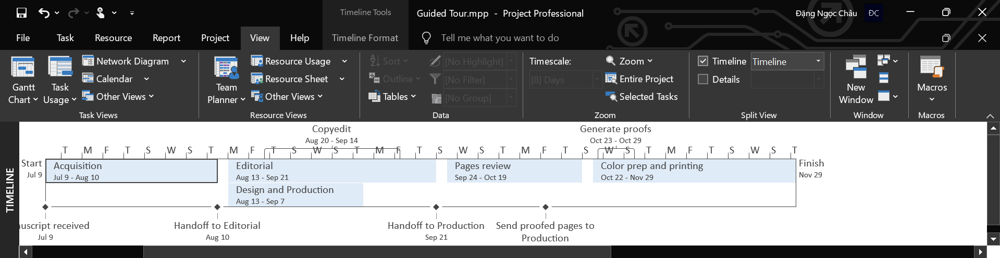 Timeline Tools
Guided Tour.mpp - Project Professional
Đặng Ngọc Châu
ĐC
File Task Resource Report Project View Help Timeline Format Tell me what you want to do
Gantt Chart
Task Usage
Network Diagram
Calendar
Other Views
Task Views
Team Planner
Resource Usage
Resource Sheet
Other Views
Resource Views
Sort
Outline
Tables
[No Highlight]
[No Filter]
[No Group]
Data
Timescale:
[8] Days
Zoom
Entire Project
Selected Tasks
Zoom
Timeline
Timeline
Details
Split View
New Window
Window
Macros
Macros
TIMELINE
Copyedit
Aug 20 - Sep 14
Generate proofs
Oct 23 - Oct 29
T M F T S W S T M F T S W S T M F T S W S T M F T S W S T M F T S W S T
Start
Jul 9
Acquisition
Jul 9 - Aug 10
Editorial
Aug 13 - Sep 21
Pages review
Sep 24 - Oct 19
Color prep and printing
Oct 22 - Nov 29
Finish
Nov 29
Design and Production
Aug 13 - Sep 7
uscript received
Jul 9
Handoff to Editorial
Aug 10
Handoff to Production
Sep 21
Send proofed pages to
Production